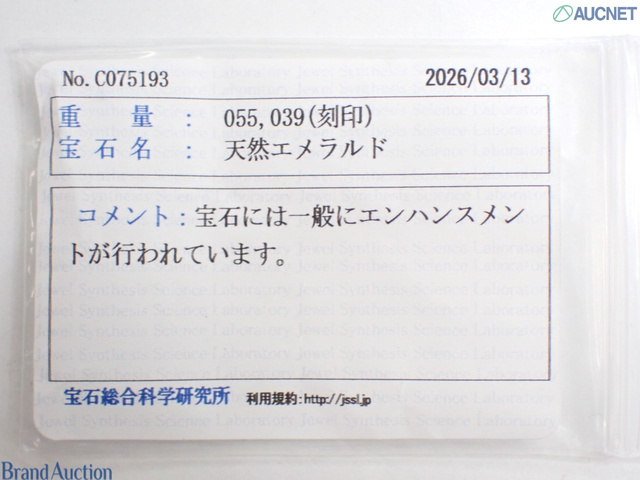 AUCNET
No.C075193 2026/03/13
重 量 : 055,039(刻印)
宝石名 : 天然エメラルド
コメント:宝石には一般にエンハンスメン
トが行われています。
宝石総合科学研究所 利用規約:http://jssl.jp
Brand Auction